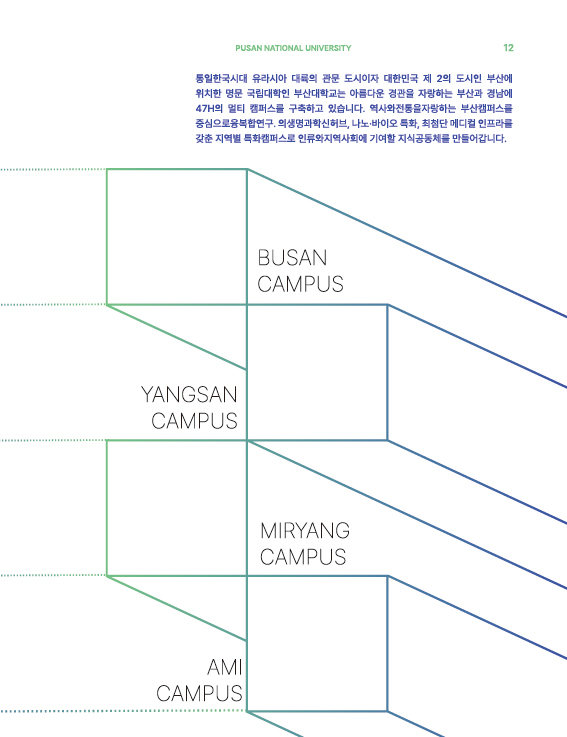 PUSAN NATIONAL UNIVERSITY
12
통일한국시대 유라시아 대륙의 관문 도시이자 대한민국 제 2의 도시인 부산에
위치한 명문 국립대학인 부산대학교는 아름다운 경관을 자랑하는 부산과 경남에
47H의 멀티 캠퍼스를 구축하고 있습니다. 역사와전통을자랑하는 부산캠퍼스를
중심으로융복합연구. 의생명과학신허브, 나노·바이오 특화, 최첨단 메디컬 인프라를
갖춘 지역별 특화캠퍼스로 인류와지역사회에 기여할 지식공동체를 만들어갑니다.
BUSAN
CAMPUS
YANGSAN
CAMPUS
MIRYANG
CAMPUS
AMI
CAMPUS